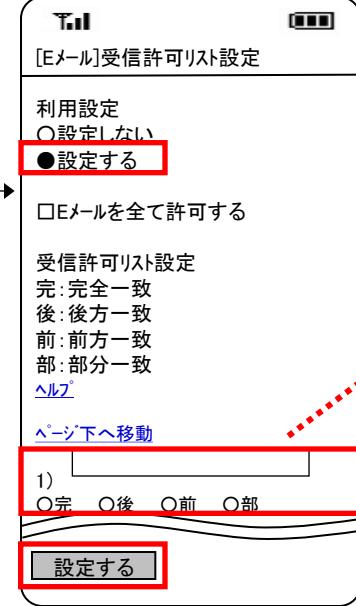 [Eﾒｰﾙ]受信許可ﾘｽﾄ設定
利用設定
○設定しない
●設定する
□Eﾒｰﾙを全て許可する
受信許可ﾘｽﾄ設定
完:完全一致
後:後方一致
前:前方一致
部:部分一致
ﾍﾙﾌﾟ
ﾍﾟｰｼﾞ下へ移動
1)
○完 ○後 ○前 ○部
設定する